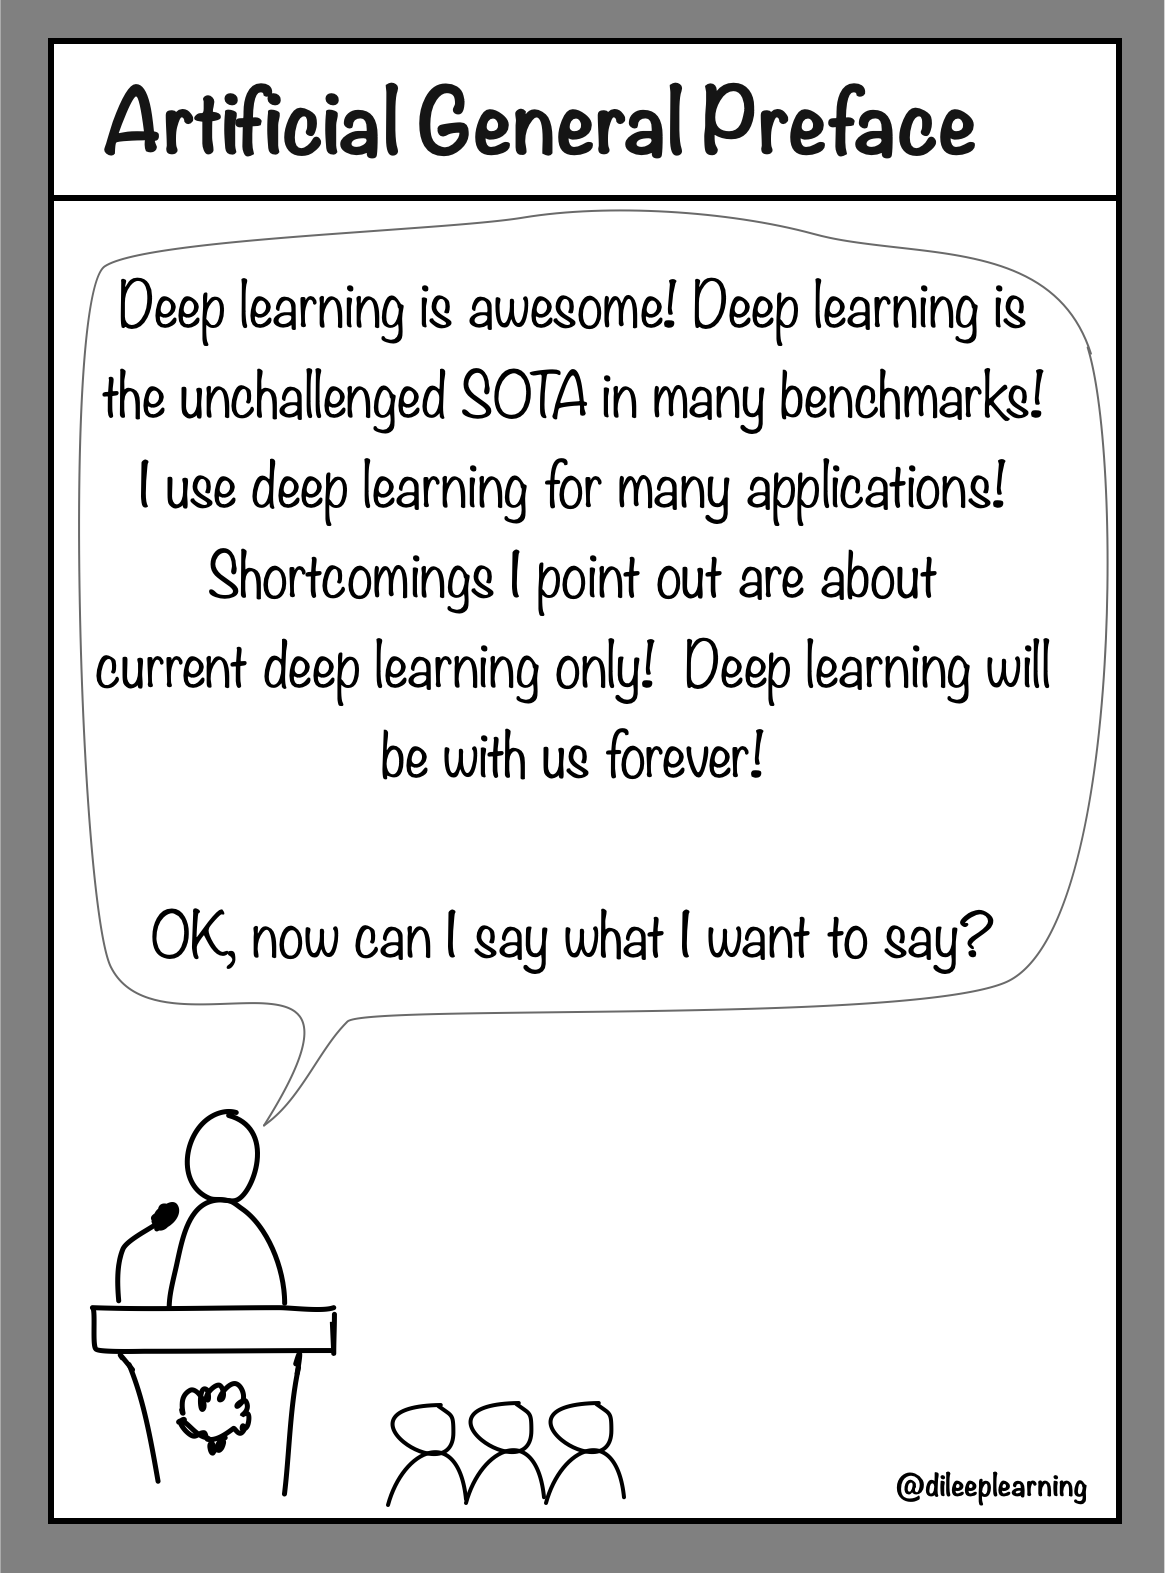 Artificial General Preface
Deep learning is awesome! Deep learning is
the unchallenged SOTA in many benchmarks!
I use deep learning for many applications!
Shortcomings I point out are about
current deep learning only! Deep learning will
be with us forever!
OK, now can I say what I want to say?
@dileeplearning